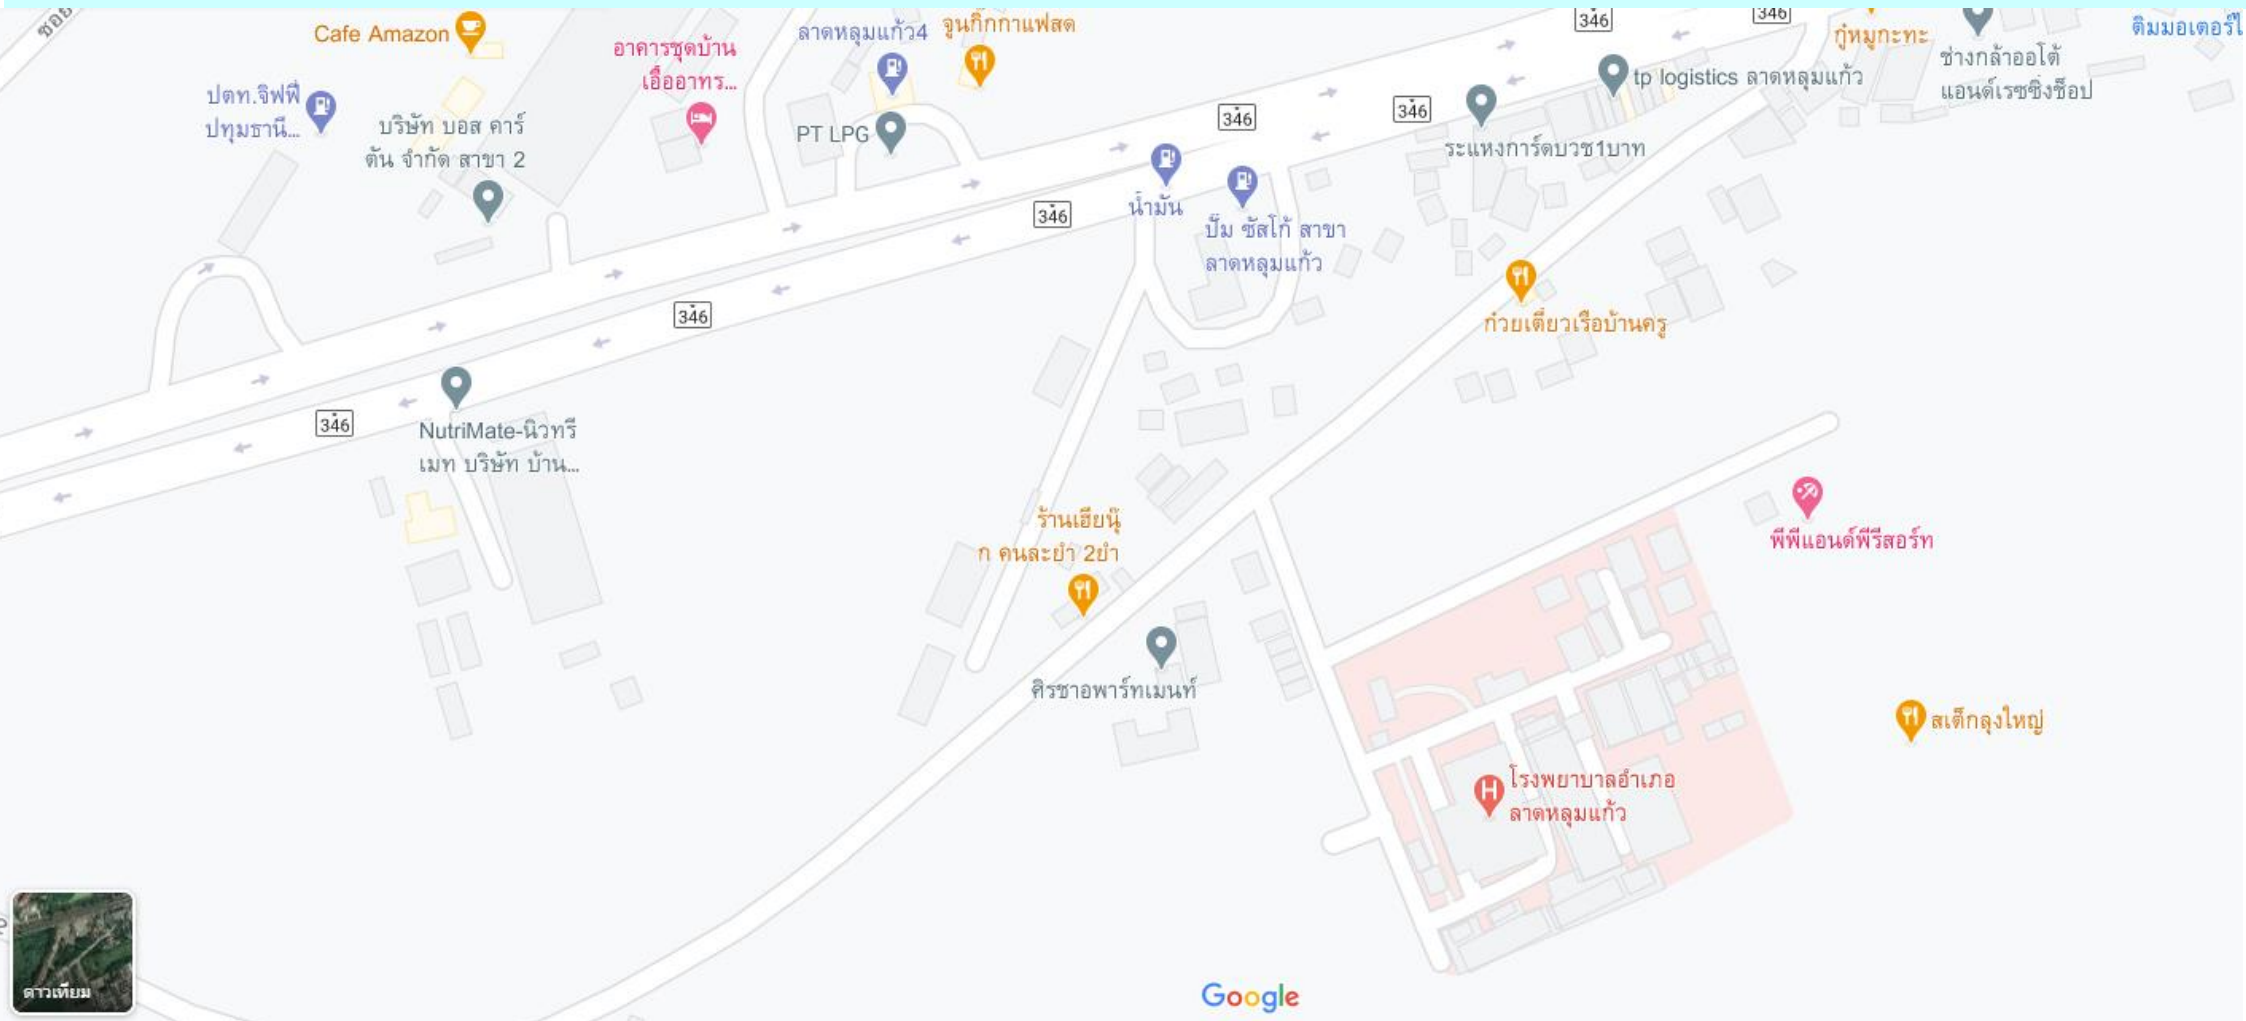 ซอย
Cafe Amazon
อาคารชุดบ้าน
เอื้ออาทร...
ลาดหลุมแก้ว4
จูนกิ๊กกาแฟสด
346
346
กู๋หมูกะทะ
ช่างกล้าออโต้
แอนด์เรซซิ่งช็อป
ติมมอเตอร์ไ
ปตท.จิฟฟี่
ปทุมธานี...
บริษัท บอส คาร์
ตัน จำกัด สาขา 2
PT LPG
346
346
tp logistics ลาดหลุมแก้ว
ระแหงการ์ดบวช1บาท
346
น้ำมัน
ปั๊ม ซัสโก้ สาขา
ลาดหลุมแก้ว
346
ก๋วยเตี๋ยวเรือบ้านครู
346
NutriMate-นิวทรี
เมท บริษัท บ้าน...
ร้านเฮียนุ๊
ก คนละยำ 2ยำ
พีพีแอนด์พีรีสอร์ท
ศิรชาอพาร์ทเมนท์
สเต็กลุงใหญ่
โรงพยาบาลอำเภอ
ลาดหลุมแก้ว
ดาวเทียม
Google